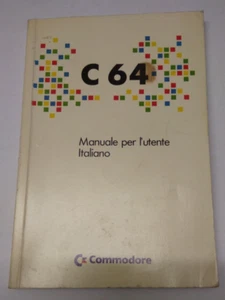 C 64
Manuale per l'utente
Italiano
Commodore